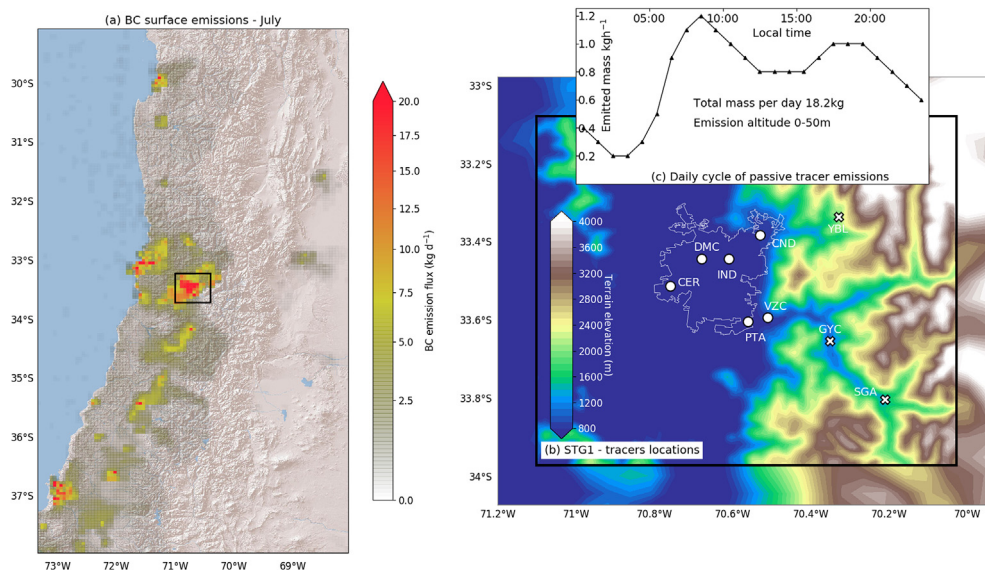 (a) BC surface emissions - July
30°S
31°S
32°S
33°S
34°S
35°S
36°S
37°S
73°W
72°W
71°W
70°W
69°W
20.0
17.5
15.0
12.5
10.0
7.5
5.0
2.5
0.0
BC emission flux (kg d⁻¹)
05:00
10:00
15:00
20:00
Local time
1.2
1.0
0.8
0.6
0.4
0.2
Emitted mass kgh⁻¹
Total mass per day 18.2kg
Emission altitude 0-50m
(c) Daily cycle of passive tracer emissions
33°S
33.2°S
33.4°S
33.6°S
33.8°S
34°S
71.2°W
71°W
70.8°W
70.6°W
70.4°W
70.2°W
70°W
4000
3600
3200
2800
2400
2000
1600
1200
800
Terrain elevation (m)
YBL
CND
DMC
IND
CER
VZC
PTA
GYC
SGA
(b) STG1 - tracers locations